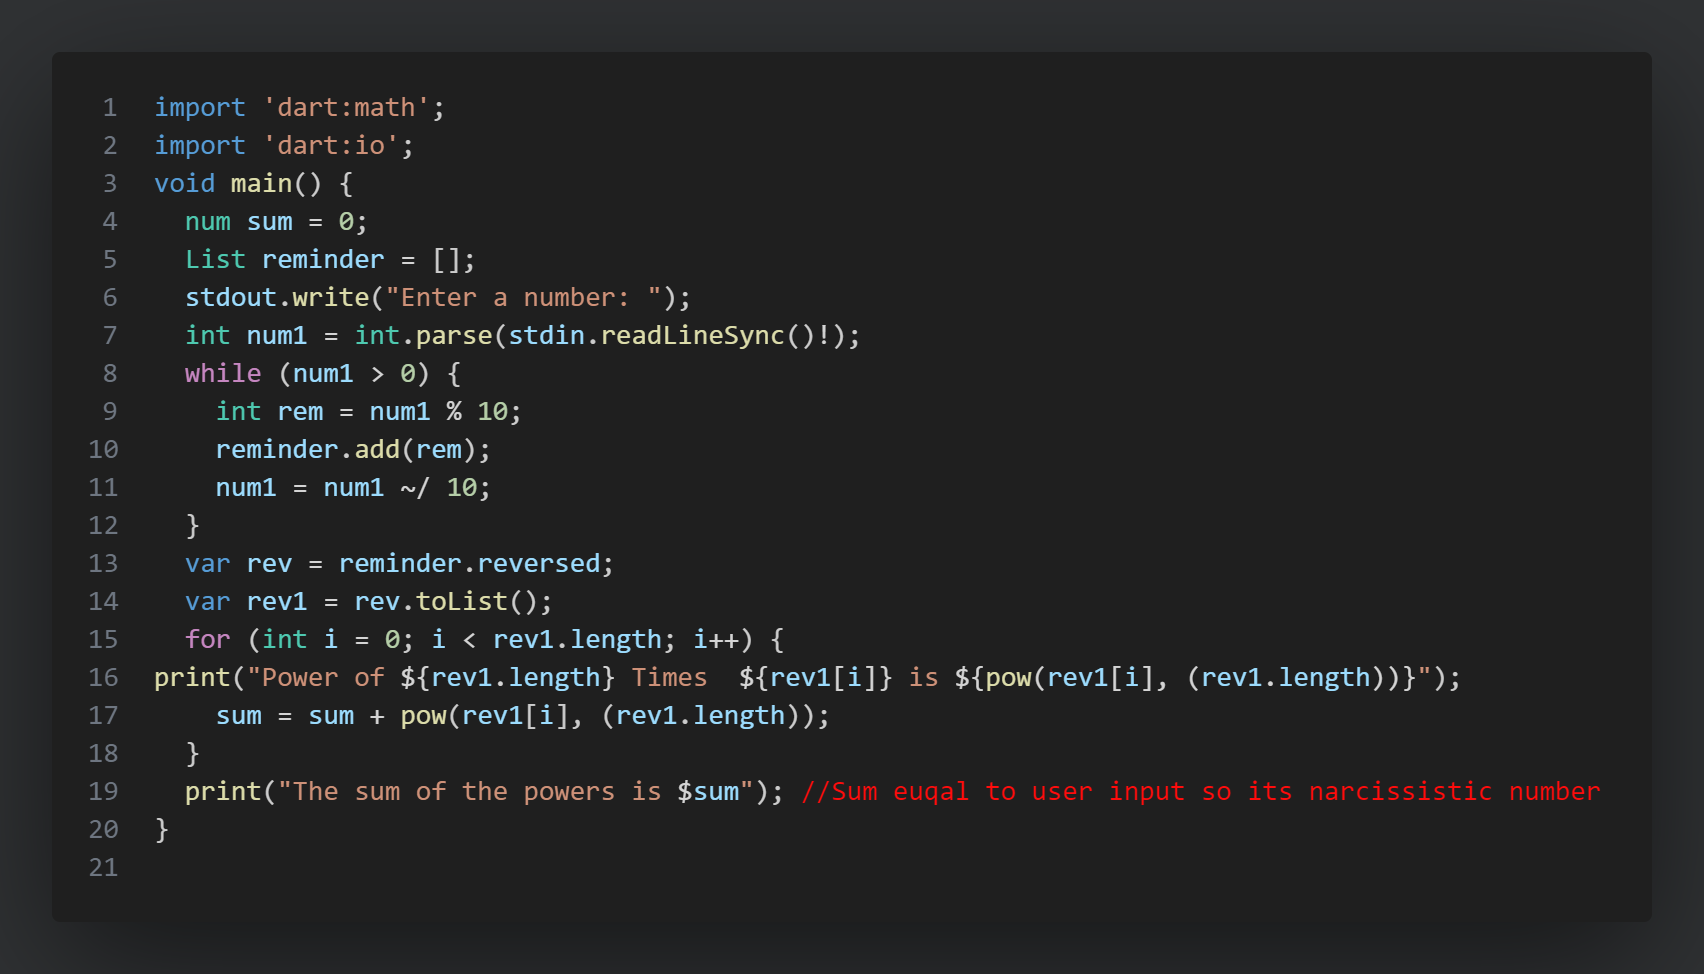 1 import 'dart:math';
2 import 'dart:io';
3 void main() {
4   num sum = 0;
5   List reminder = [];
6   stdout.write("Enter a number: ");
7   int num1 = int.parse(stdin.readLineSync()!);
8   while (num1 > 0) {
9     int rem = num1 % 10;
10     reminder.add(rem);
11     num1 = num1 ~/ 10;
12   }
13   var rev = reminder.reversed;
14   var rev1 = rev.toList();
15   for (int i = 0; i < rev1.length; i++) {
16 print("Power of ${rev1.length} Times  ${rev1[i]} is ${pow(rev1[i], (rev1.length))}");
17     sum = sum + pow(rev1[i], (rev1.length));
18   }
19   print("The sum of the powers is $sum"); //Sum euqal to user input so its narcissistic number
20 }
21